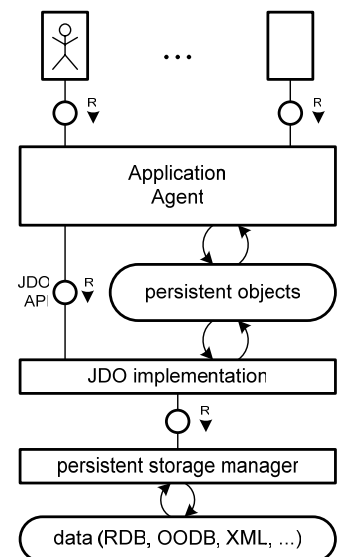 ...
R
R
Application
Agent
JDO
API
R
persistent objects
JDO implementation
R
persistent storage manager
data (RDB, OODB, XML, ...)